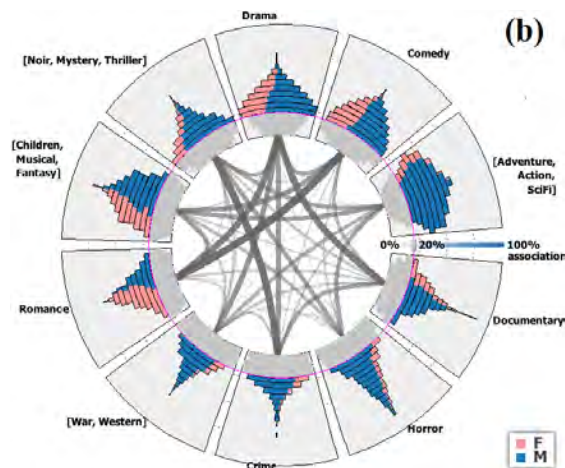 Drama
(b)
Comedy
[Noir, Mystery, Thriller]
[Children,
Musical,
Fantasy]
[Adventure,
Action,
SciFi]
0% 20% 100%
association
Romance
Documentary
[War, Western]
Horror
Crime
F
M